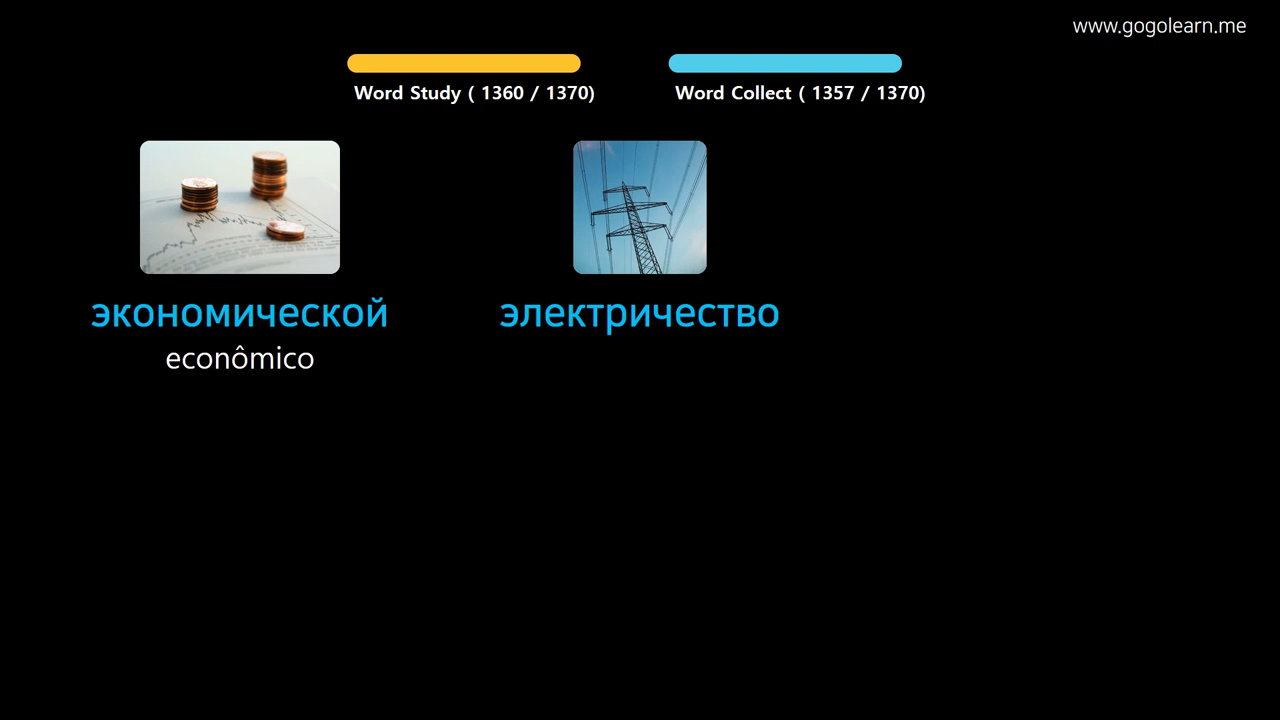 www.gogolearn.me
Word Study ( 1360 / 1370)
Word Collect ( 1357 / 1370)
экономической
электричество
econômico